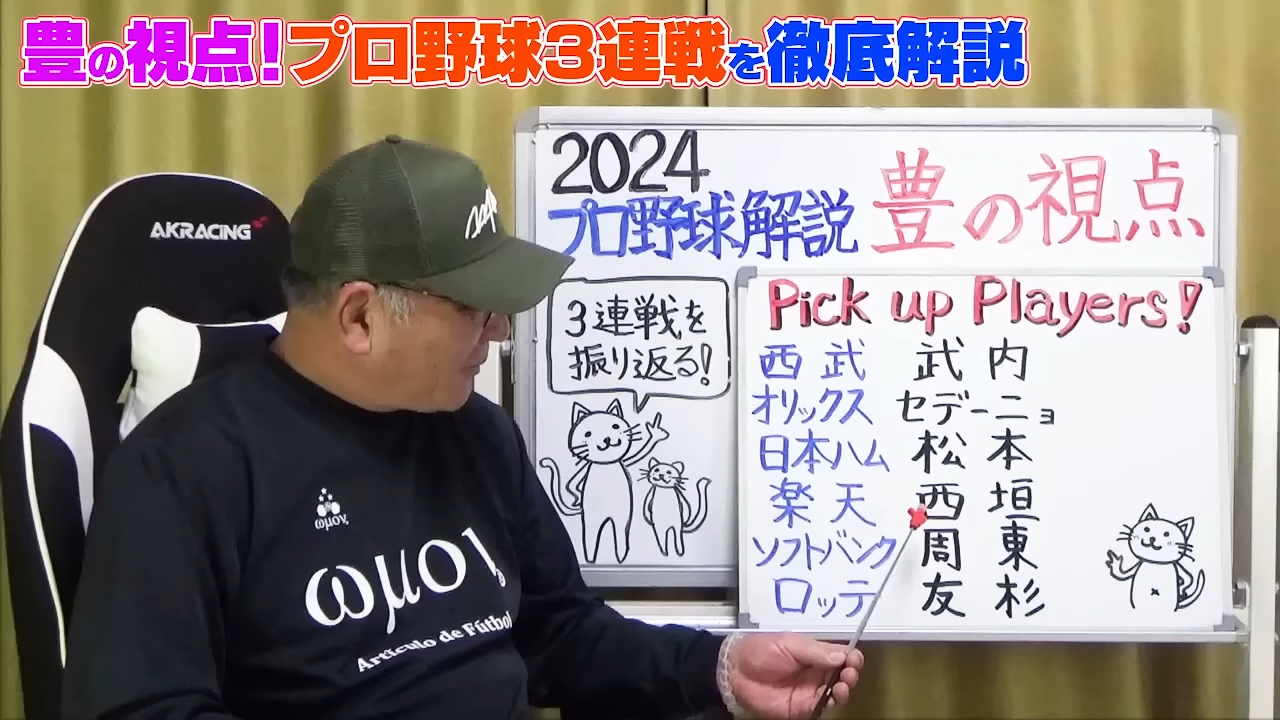 豊の視点!プロ野球3連戦を徹底解説
2024
プロ野球解説
豊の視点
3連戦を
振り返る!
Pick up Players!
西武 武内
オリックス セデーニョ
日本ハム 松本
楽天 西垣
ソフトバンク 周東
ロッテ 友杉
AKRACING
ωμον
ωμον
Artículo de Fútbol